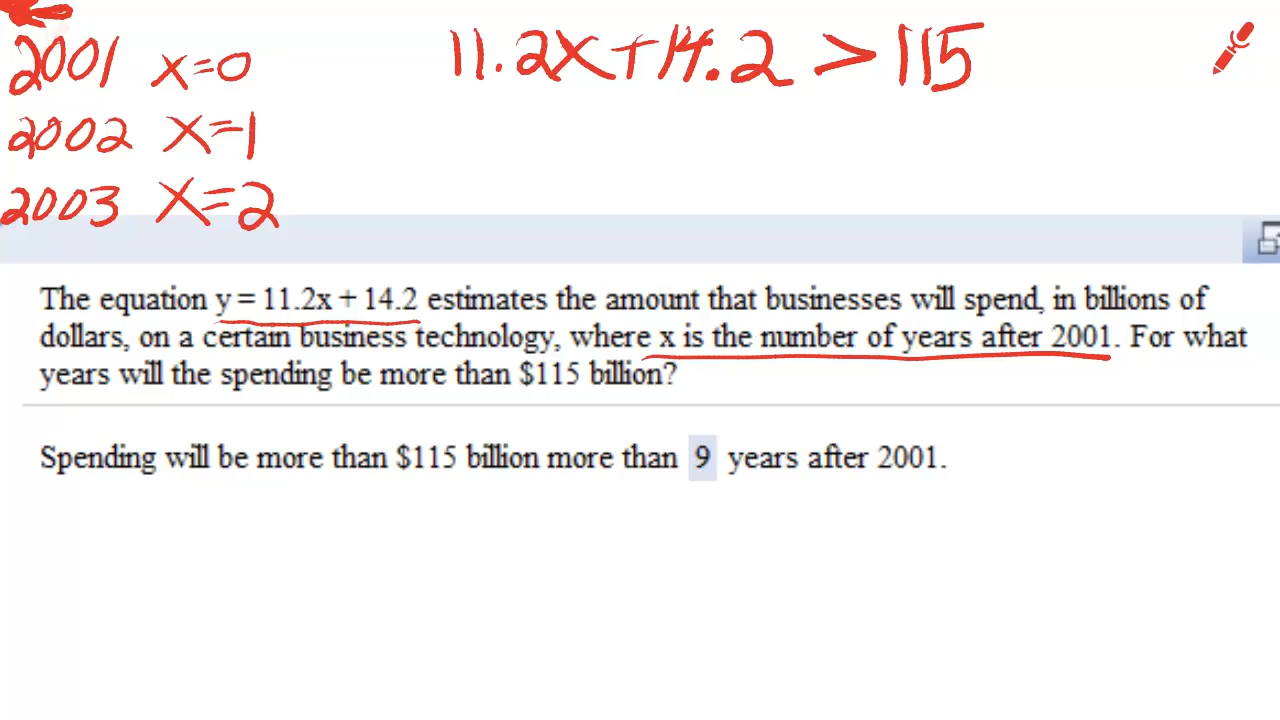 2001 x=0
11.2x+14.2 > 115
2002 x=1
2003 x=2
The equation y = 11.2x + 14.2 estimates the amount that businesses will spend, in billions of
dollars, on a certain business technology, where x is the number of years after 2001. For what
years will the spending be more than $115 billion?
Spending will be more than $115 billion more than 9 years after 2001.